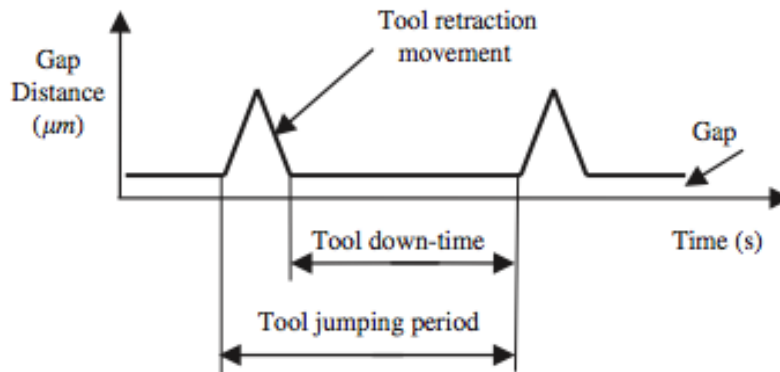 Tool retraction
movement
Gap
Distance
(μm)
Gap
Tool down-time
Time (s)
Tool jumping period